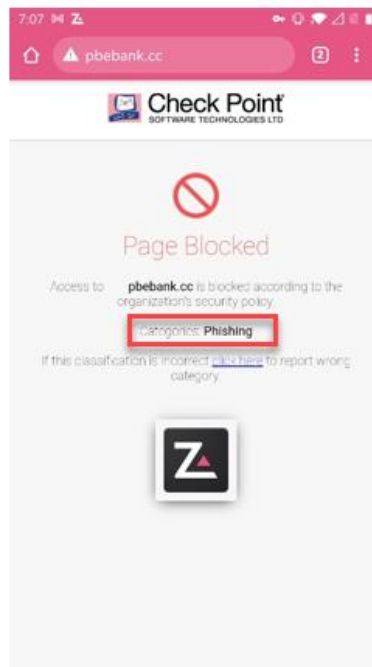 7:07
pbebank.cc
2
Check Point
SOFTWARE TECHNOLOGIES LTD
Page Blocked
Access to pbebank.cc is blocked according to the
organization's security policy.
Categories: Phishing
If this classification is incorrect click here to report wrong
category.
Z